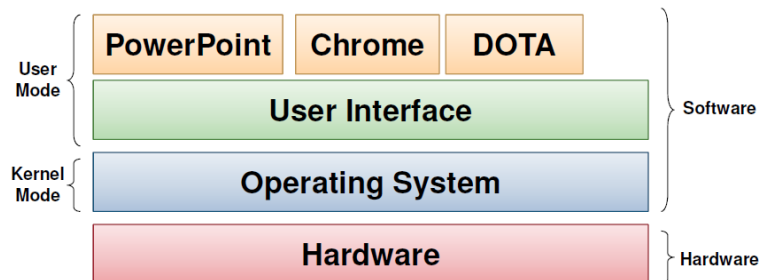 PowerPoint
Chrome
DOTA
User
Mode
User Interface
Software
Kernel
Mode
Operating System
Hardware
Hardware